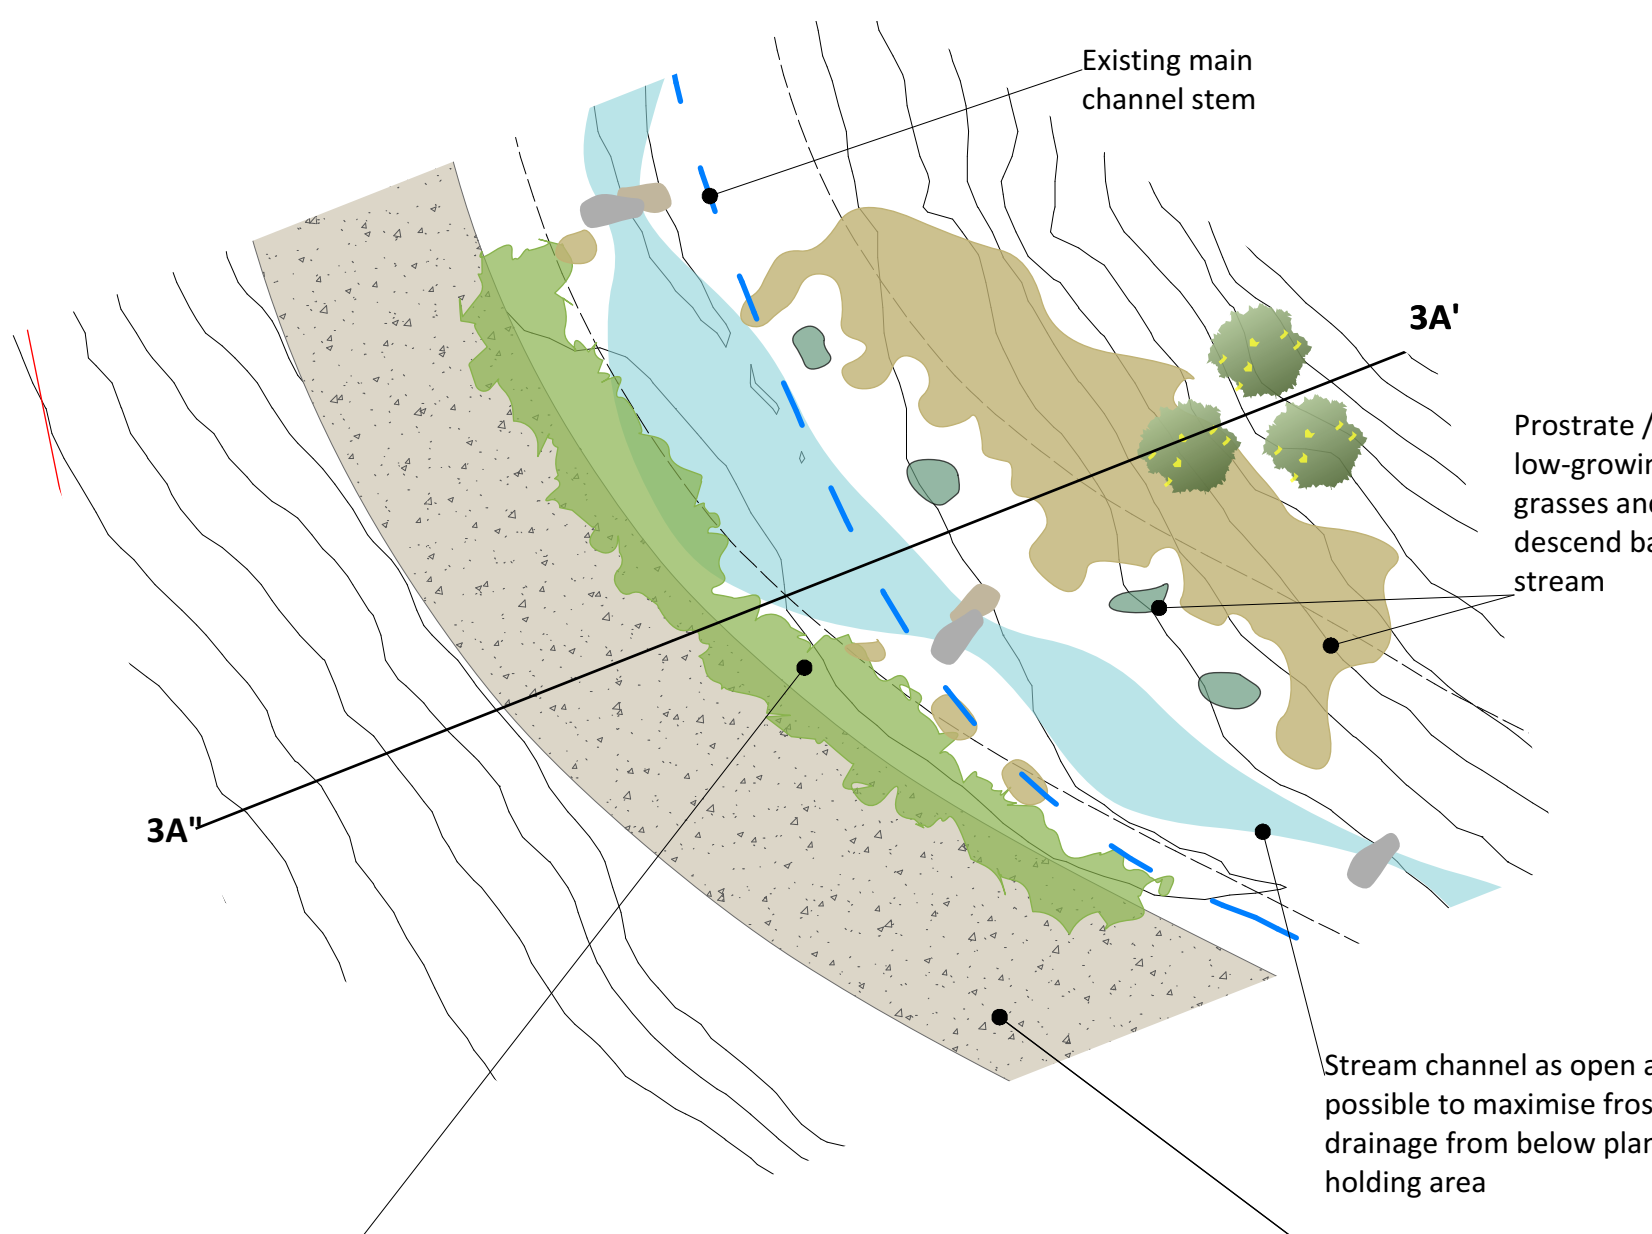 Existing main
channel stem
3A'
Prostrate /
low-growin
grasses and
descend ba
stream
3A"
Stream channel as open a
possible to maximise fros
drainage from below plan
holding area